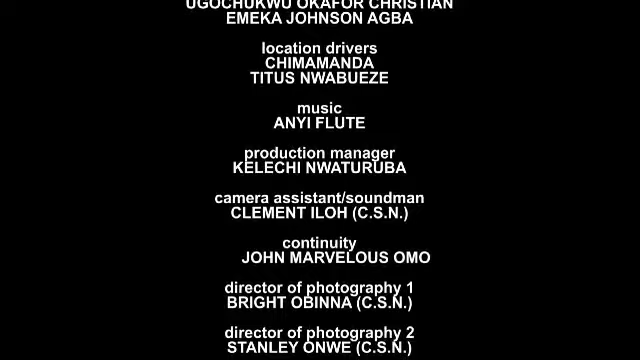 UGOCHUKWU OKAFOR CHRISTIAN
EMEKA JOHNSON AGBA
location drivers
CHIMAMANDA
TITUS NWABUEZE
music
ANYI FLUTE
production manager
KELECHI NWATURUBA
camera assistant/soundman
CLEMENT ILOH (C.S.N.)
continuity
JOHN MARVELOUS OMO
director of photography 1
BRIGHT OBINNA (C.S.N.)
director of photography 2
STANLEY ONWE (C.S.N.)